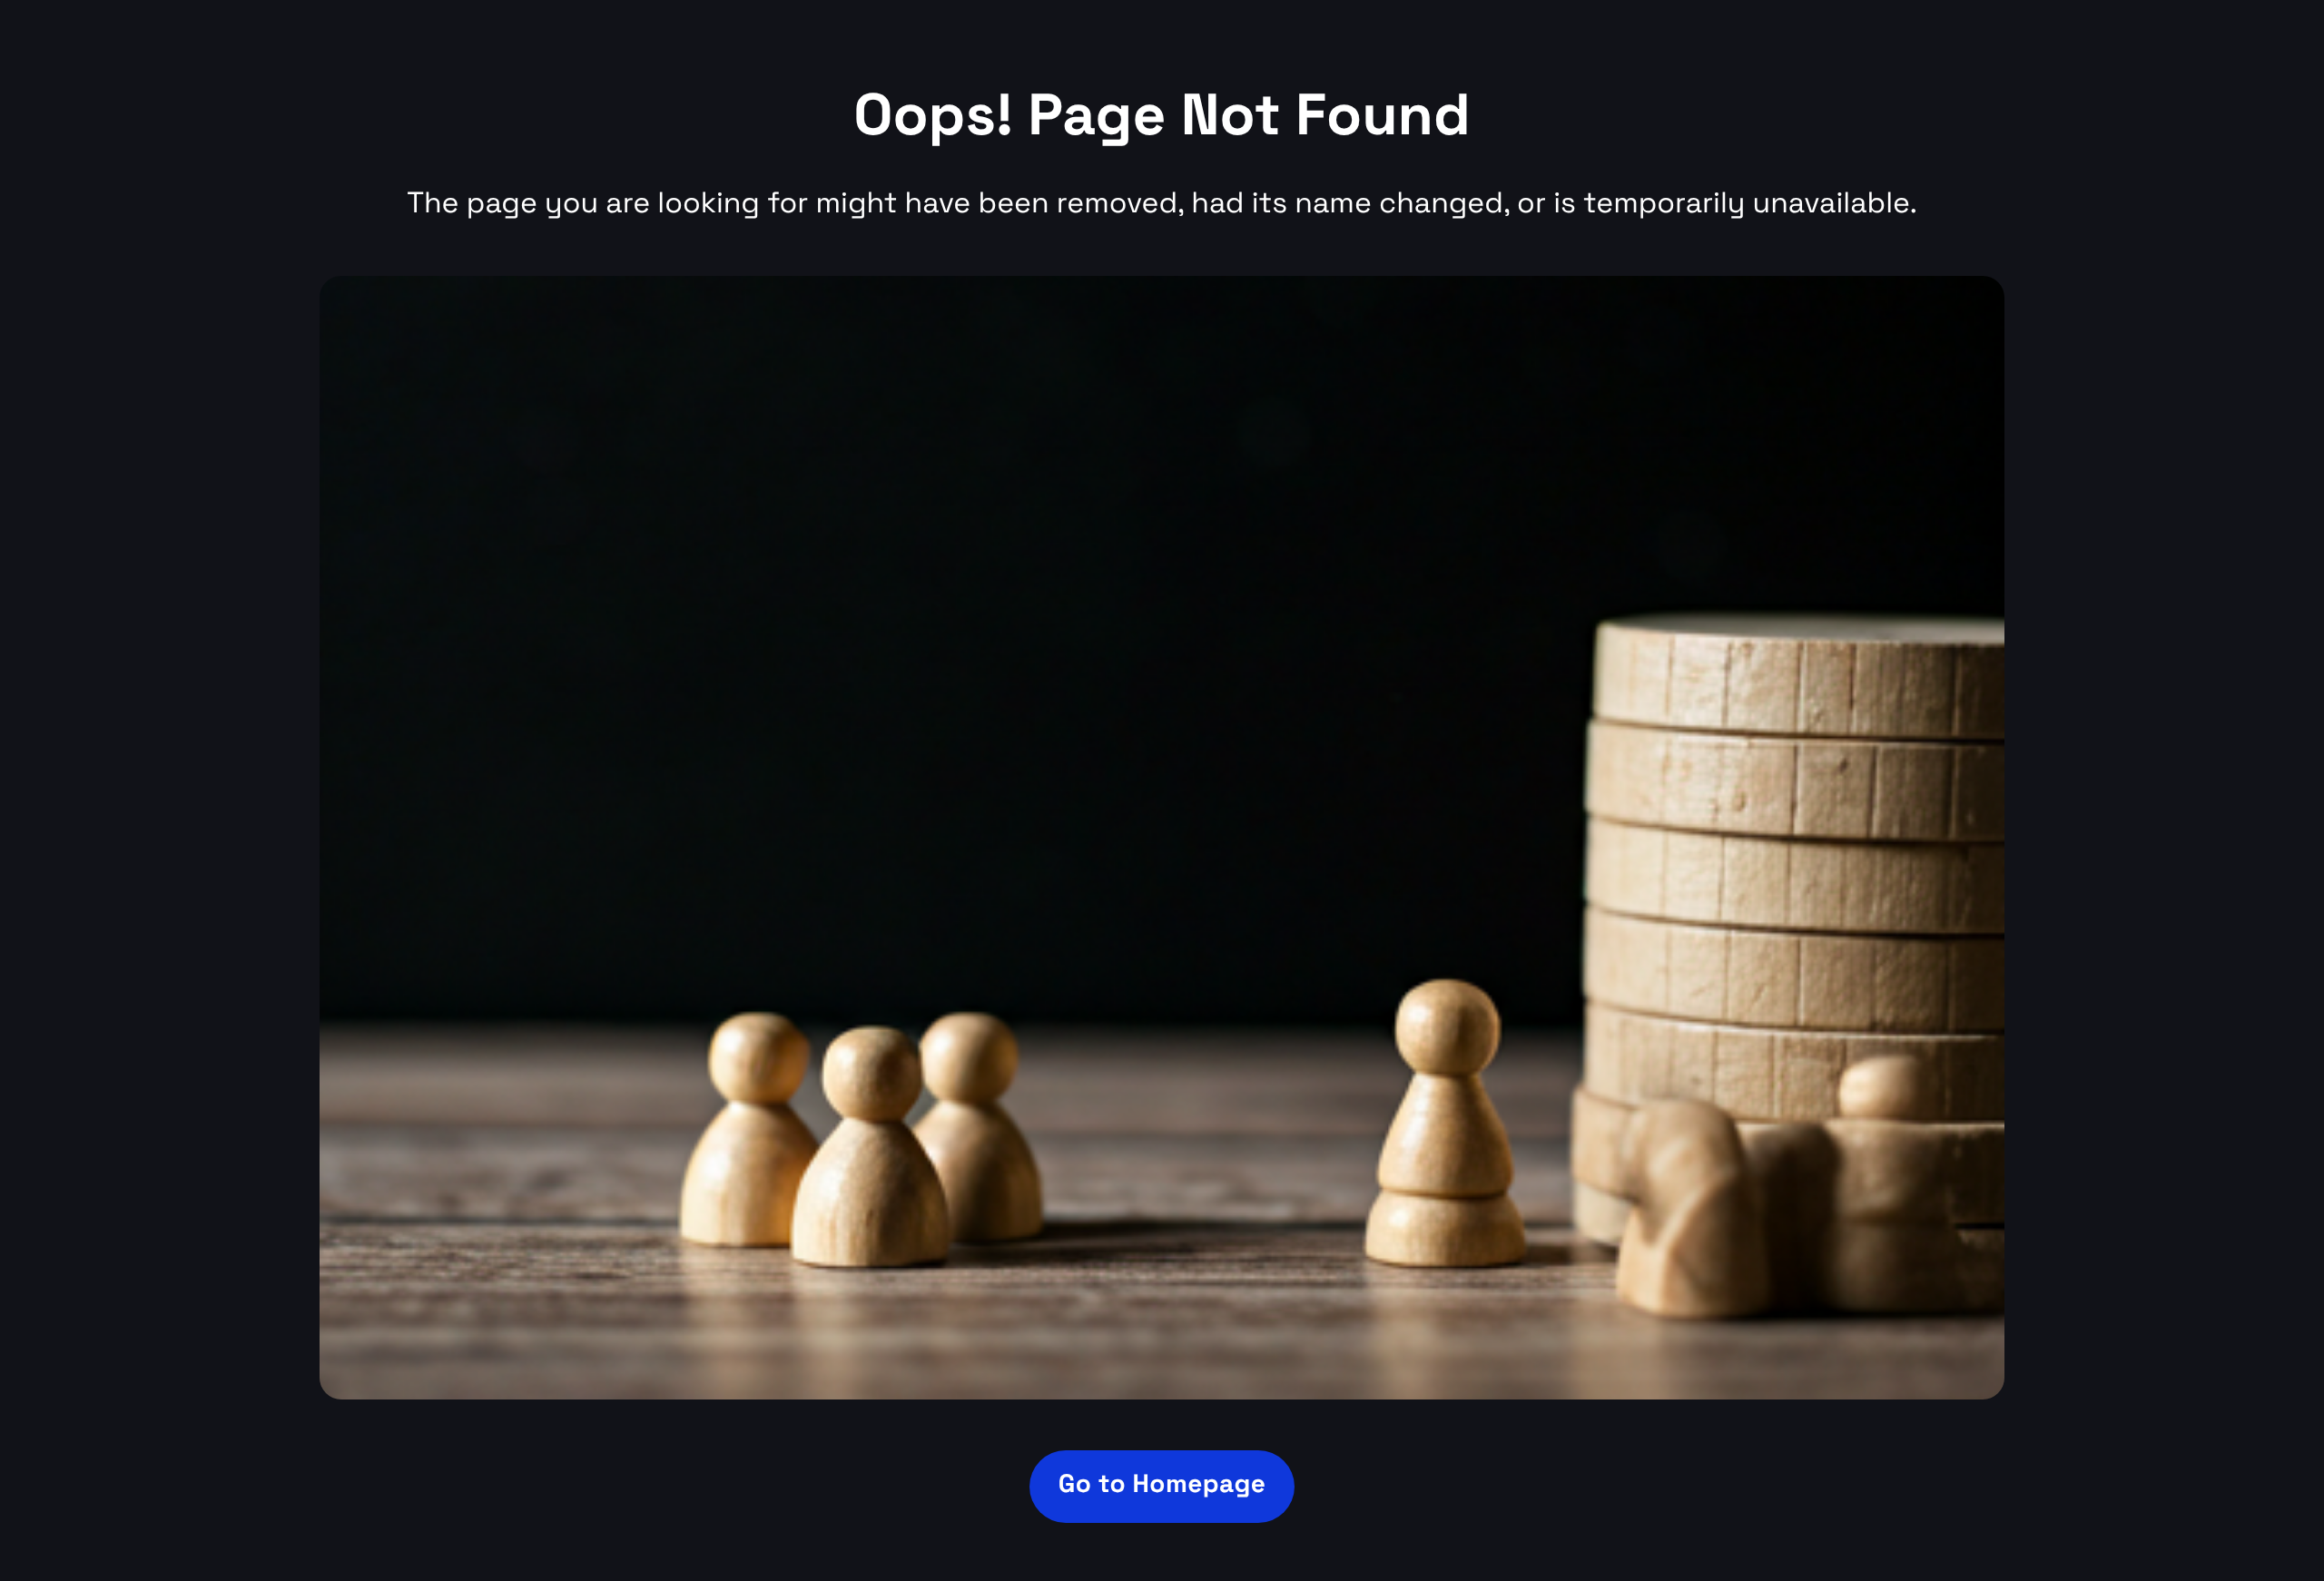 Oops! Page Not Found
The page you are looking for might have been removed, had its name changed, or is temporarily unavailable.
Go to Homepage